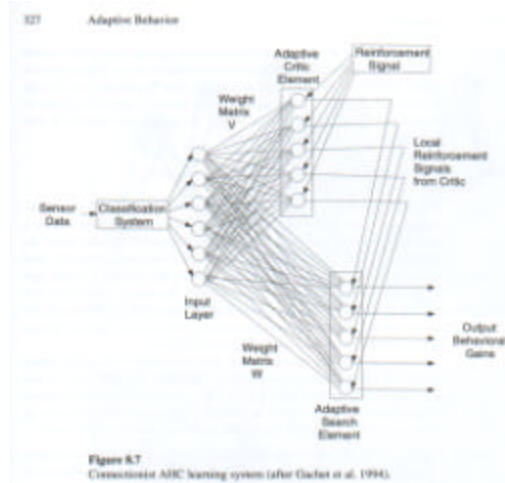 327 Adaptive Behavior
Adaptive
Critic
Element
Reinforcement
Signal
Weight
Matrix
V
Local
Reinforcement
Signals
from Critic
Sensor
Data
Classification
System
Input
Layer
Weight
Matrix
W
Output
Behavioral
Gains
Adaptive
Search
Element
Figure 8.7
Connectionist AHC learning system (after Gachet et al. 1994).